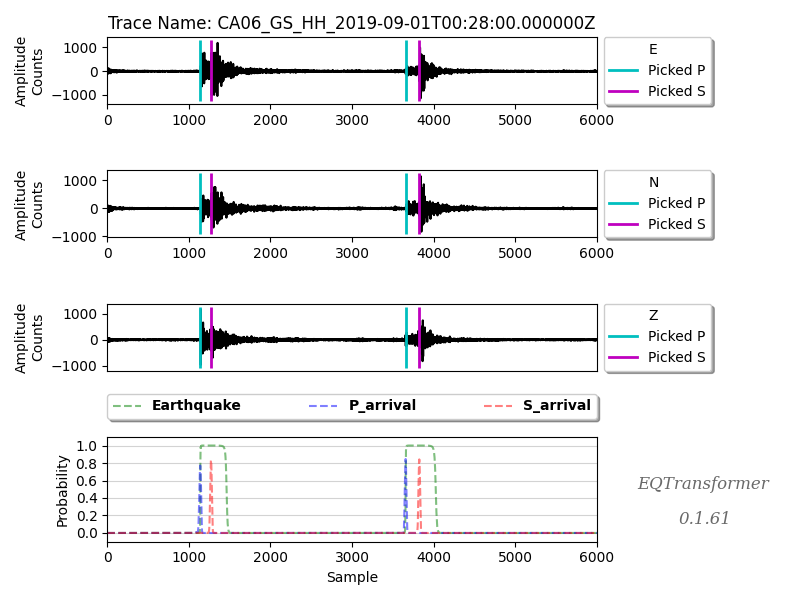 Trace Name: CA06_GS_HH_2019-09-01T00:28:00.000000Z
Amplitude
Counts
1000
0
−1000
0 1000 2000 3000 4000 5000 6000
E
Picked P
Picked S
Amplitude
Counts
1000
0
−1000
0 1000 2000 3000 4000 5000 6000
N
Picked P
Picked S
Amplitude
Counts
1000
0
−1000
0 1000 2000 3000 4000 5000 6000
Z
Picked P
Picked S
Earthquake P_arrival S_arrival
Probability
1.0
0.8
0.6
0.4
0.2
0.0
0 1000 2000 3000 4000 5000 6000
Sample
EQTransformer
0.1.61